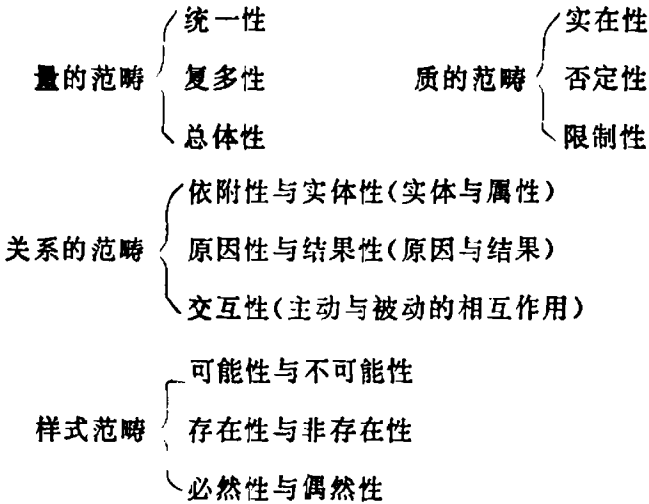 统一性
量的范畴 复多性
总体性
实在性
质的范畴 否定性
限制性
依附性与实体性(实体与属性)
关系的范畴 原因性与结果性(原因与结果)
交互性(主动与被动的相互作用)
可能性与不可能性
样式范畴 存在性与非存在性
必然性与偶然性